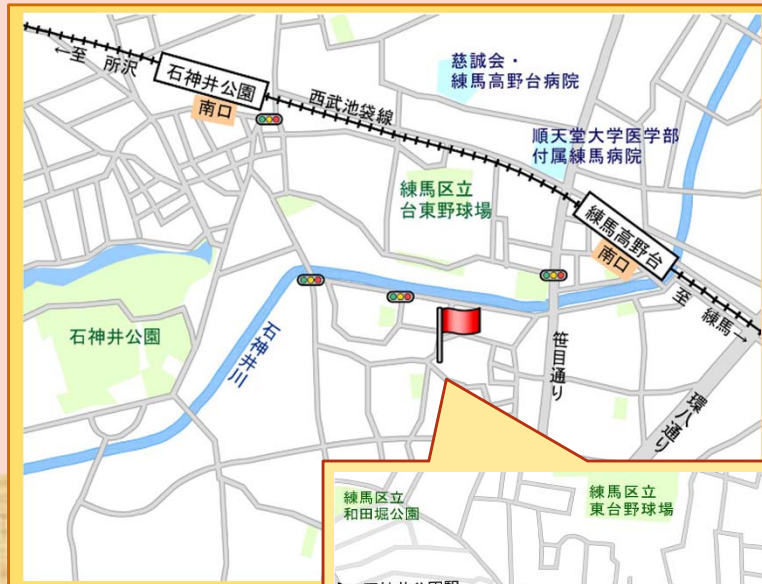 ←至 所沢
石神井公園
南口
西武池袋線
慈誠会・
練馬高野台病院
順天堂大学医学部
付属練馬病院
練馬区立
台東野球場
練馬高野台
南口
至 練馬→
石神井公園
石神井川
笹目通り
環八通り
練馬区立
和田堀公園
練馬区立
東台野球場